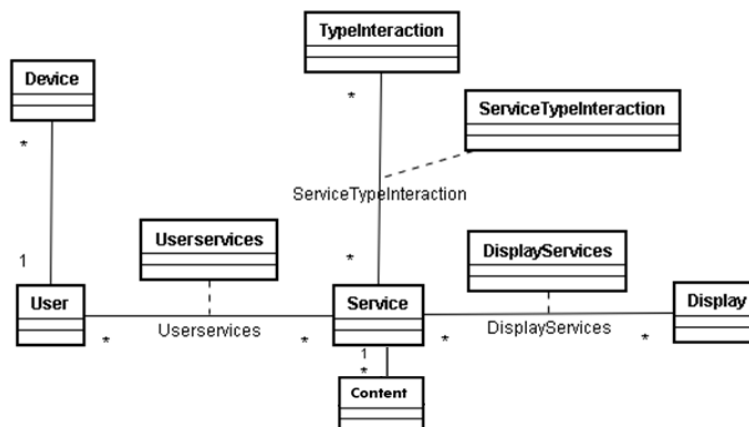 TypeInteraction
Device
*
ServiceTypeInteraction
*
ServiceTypeInteraction
Userservices
DisplayServices
1
*
User
Service
Display
Userservices
DisplayServices
*
*
*
*
1
*
Content